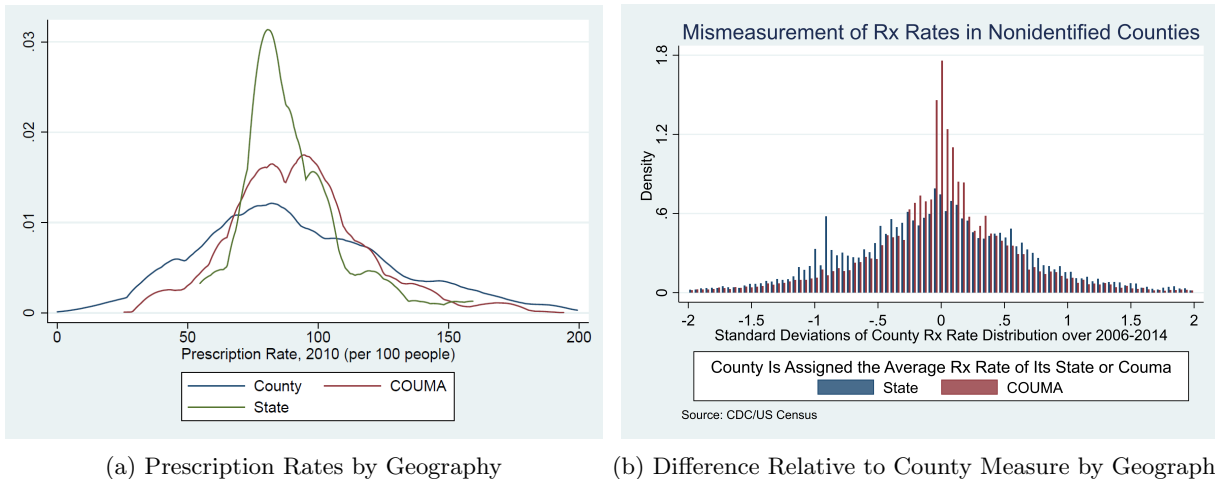 .03
.02
.01
0
0 50 100 150 200
Prescription Rate, 2010 (per 100 people)
County COUMA
State
(a) Prescription Rates by Geography
Mismeasurement of Rx Rates in Nonidentified Counties
Density
1.8
1.2
.6
0
-2 -1.5 -1 -.5 0 .5 1 1.5 2
Standard Deviations of County Rx Rate Distribution over 2006-2014
County Is Assigned the Average Rx Rate of Its State or Couma
State COUMA
Source: CDC/US Census
(b) Difference Relative to County Measure by Geograph